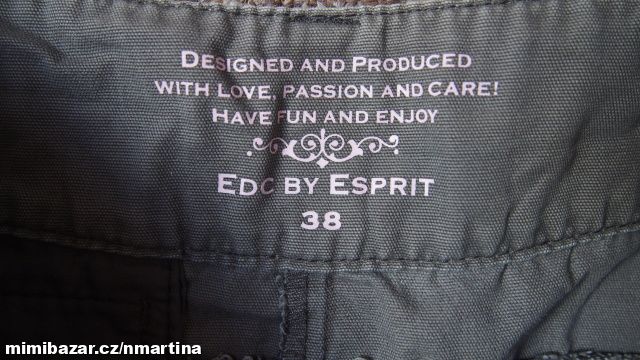 DESIGNED AND PRODUCED
WITH LOVE, PASSION AND CARE!
HAVE FUN AND ENJOY
EDC BY ESPRIT
38
mimibazar.cz/nmartina